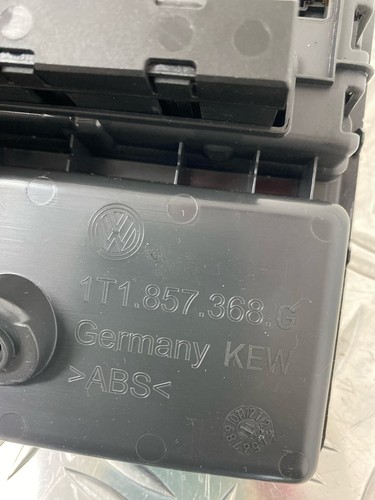 1T1.857.368.G
Germany KEW
>ABS<